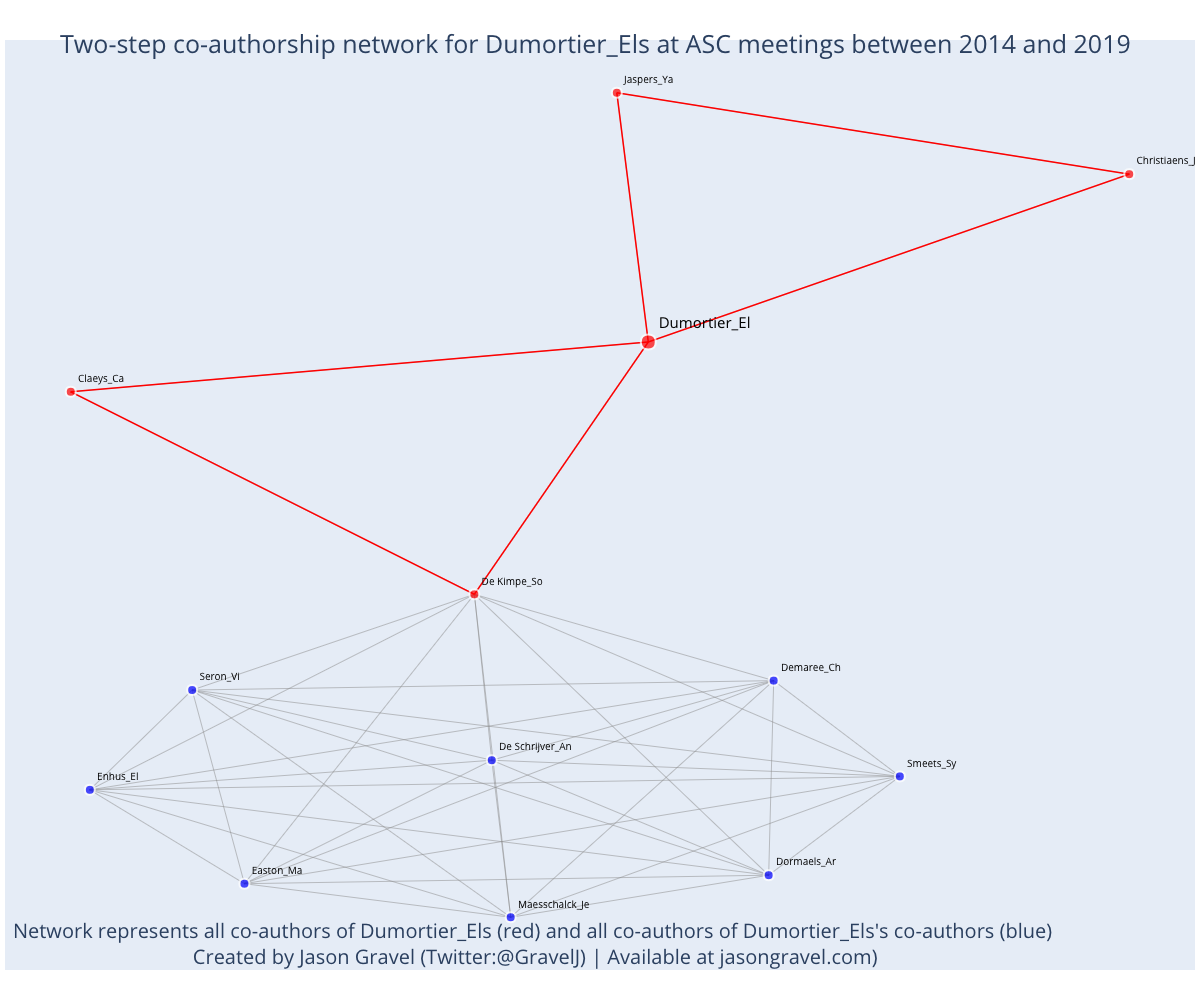 Two-step co-authorship network for Dumortier_Els at ASC meetings between 2014 and 2019
Jaspers_Ya
Christiaens_J
Dumortier_El
Claeys_Ca
De Kimpe_So
Demaree_Ch
Seron_Vi
De Schrijver_An
Smeets_Sy
Enhus_El
Dormaels_Ar
Easton_Ma
Maesschalck_Je
Network represents all co-authors of Dumortier_Els (red) and all co-authors of Dumortier_Els's co-authors (blue)
Created by Jason Gravel (Twitter:@GravelJ) | Available at jasongravel.com)